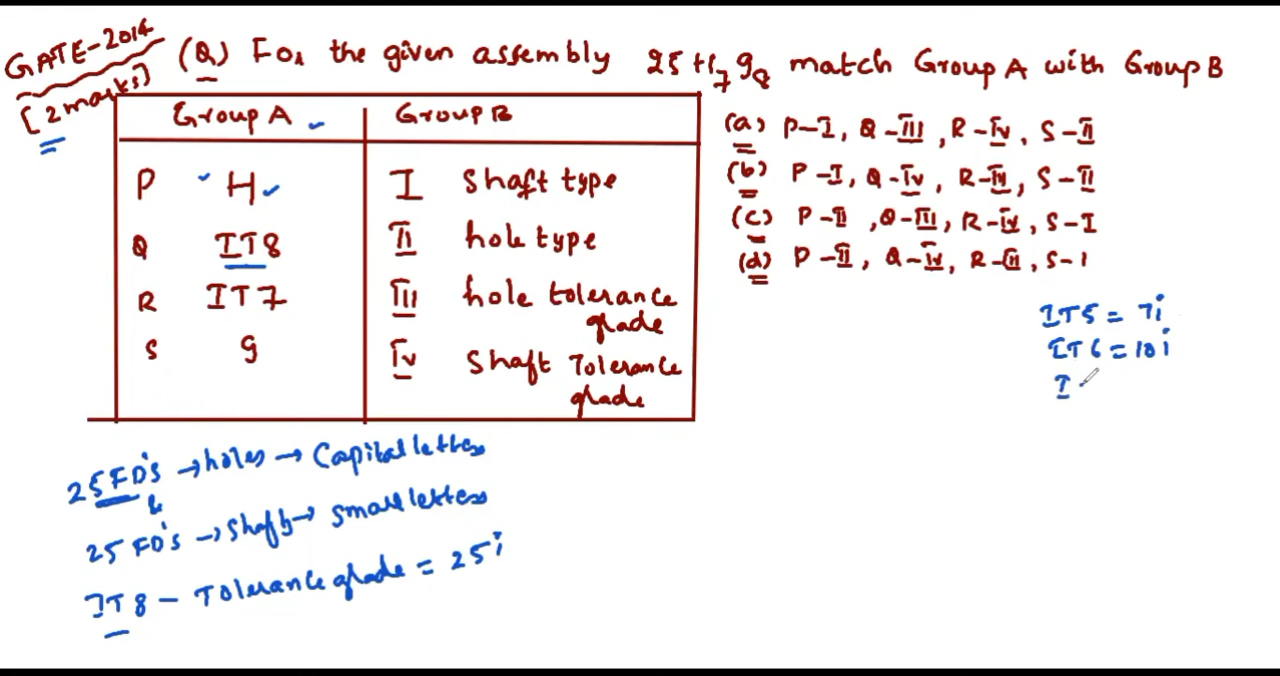 GATE-2014
[2 marks]
(Q) For the given assembly 25 H7 g8 match Group A with Group B
Group A Group B
P H I Shaft type
Q IT8 II hole type
R IT7 III hole tolerance grade
S g IV Shaft Tolerance grade
(a) P-I, Q-III, R-IV, S-II
(b) P-I, Q-IV, R-III, S-II
(c) P-II, Q-III, R-IV, S-I
(d) P-II, Q-IV, R-III, S-I
IT5 = 7i
IT6 = 10i
I
25 FD's → holes → Capital letters
&
25 FD's → Shaft → small letters
IT8 - Tolerance grade = 25i